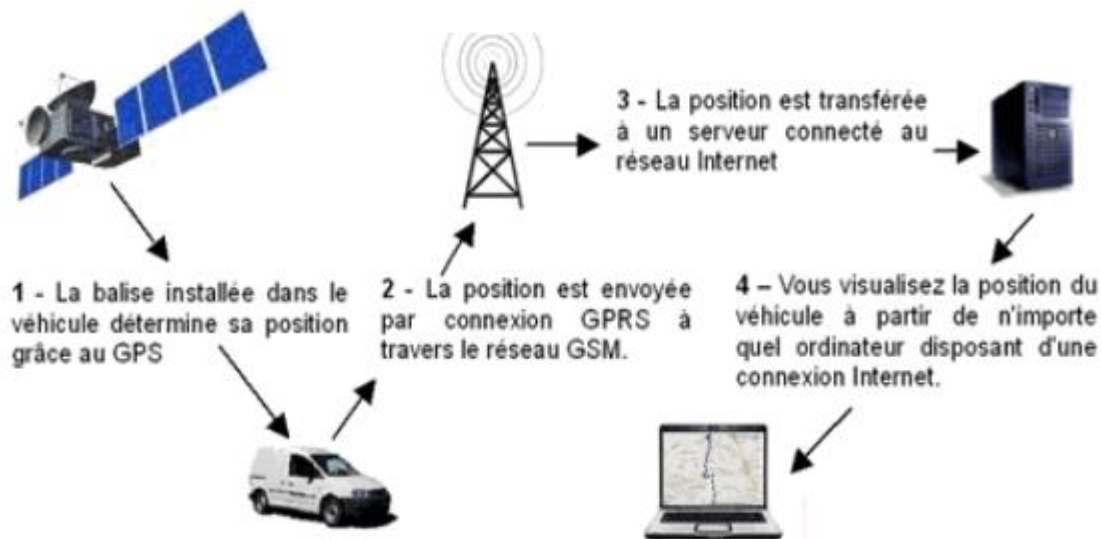 1 - La balise installée dans le
véhicule détermine sa position
grâce au GPS
2 - La position est envoyée
par connexion GPRS à
travers le réseau GSM.
3 - La position est transférée
à un serveur connecté au
réseau Internet
4 – Vous visualisez la position du
véhicule à partir de n'importe
quel ordinateur disposant d'une
connexion Internet.